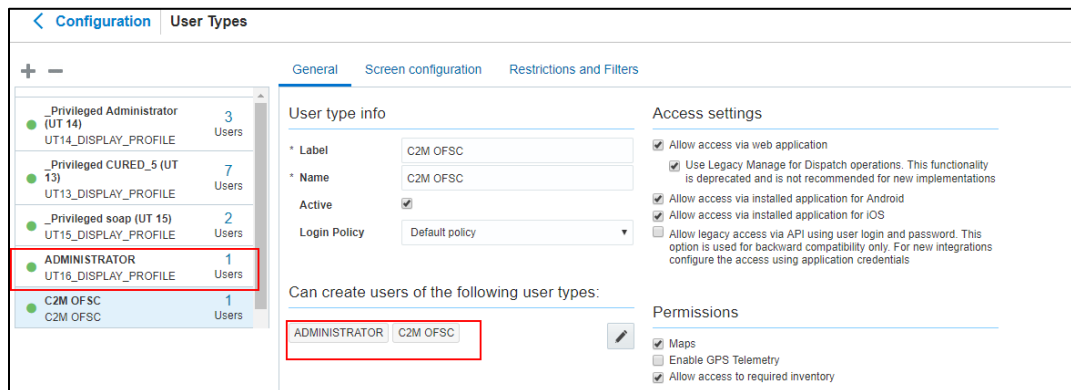 Configuration User Types
General Screen configuration Restrictions and Filters
_Privileged Administrator
(UT 14)
UT14_DISPLAY_PROFILE
3
Users
_Privileged CURED_5 (UT
13)
UT13_DISPLAY_PROFILE
7
Users
_Privileged soap (UT 15)
UT15_DISPLAY_PROFILE
2
Users
ADMINISTRATOR
UT16_DISPLAY_PROFILE
1
Users
C2M OFSC
C2M OFSC
1
Users
User type info
* Label C2M OFSC
* Name C2M OFSC
Active
Login Policy Default policy
Can create users of the following user types:
ADMINISTRATOR C2M OFSC
Access settings
Allow access via web application
Use Legacy Manage for Dispatch operations. This functionality
is deprecated and is not recommended for new implementations
Allow access via installed application for Android
Allow access via installed application for iOS
Allow legacy access via API using user login and password. This
option is used for backward compatibility only. For new integrations
configure the access using application credentials
Permissions
Maps
Enable GPS Telemetry
Allow access to required inventory